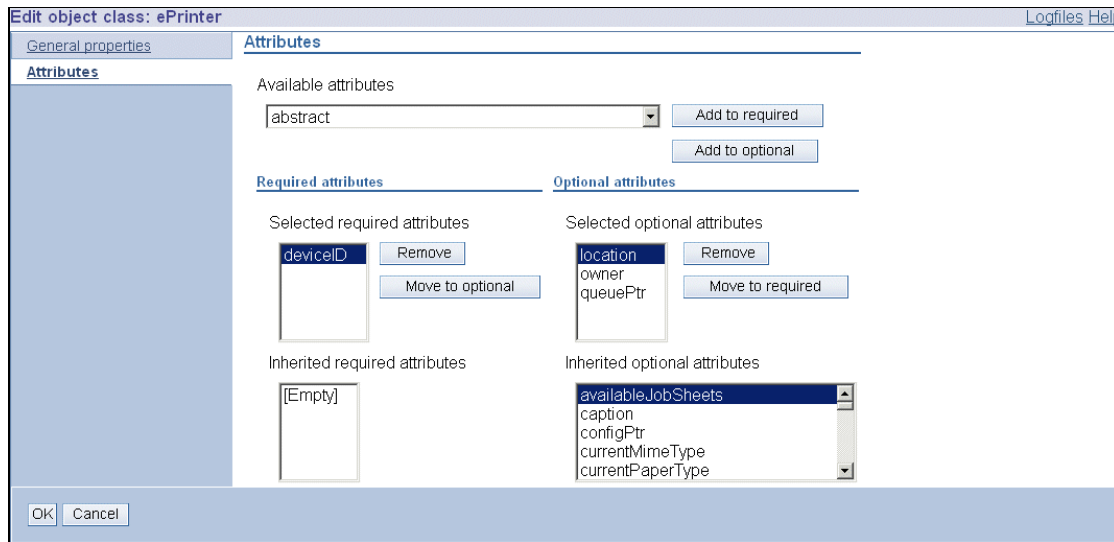 Edit object class: ePrinter
Logfiles Hel
General properties
Attributes
Attributes
Available attributes
abstract
Add to required
Add to optional
Required attributes
Optional attributes
Selected required attributes
Selected optional attributes
deviceID
Remove
Move to optional
location
owner
queuePtr
Remove
Move to required
Inherited required attributes
Inherited optional attributes
[Empty]
availableJobSheets
caption
configPtr
currentMimeType
currentPaperType
OK
Cancel